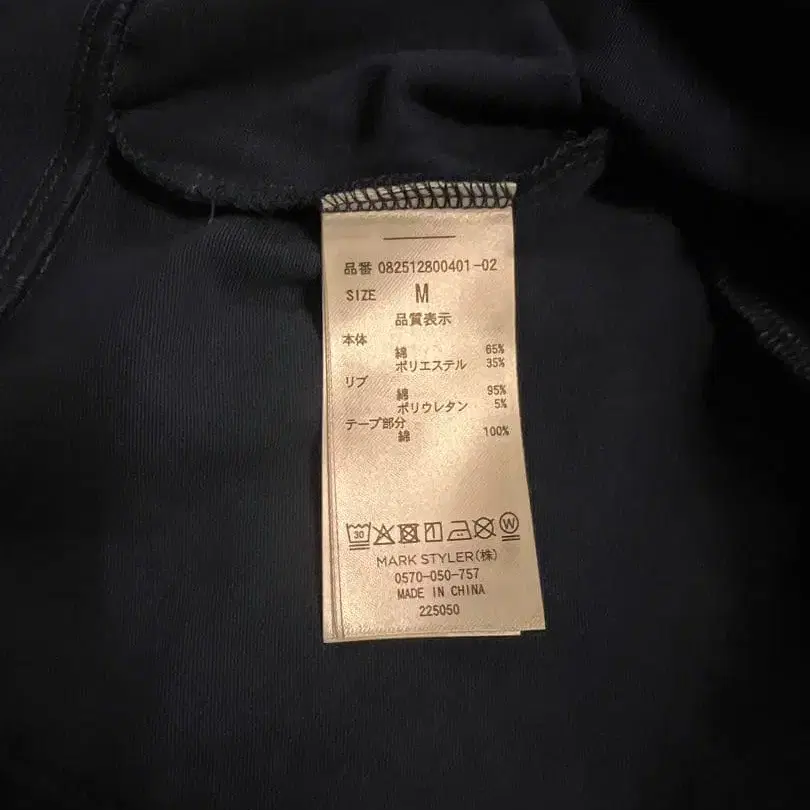 品番 082512800401-02
SIZE M
品質表示
本体
綿 65%
ポリエステル 35%
リブ
綿 95%
ポリウレタン 5%
テープ部分
綿 100%
30 W
MARK STYLER(株)
0570-050-757
MADE IN CHINA
225050